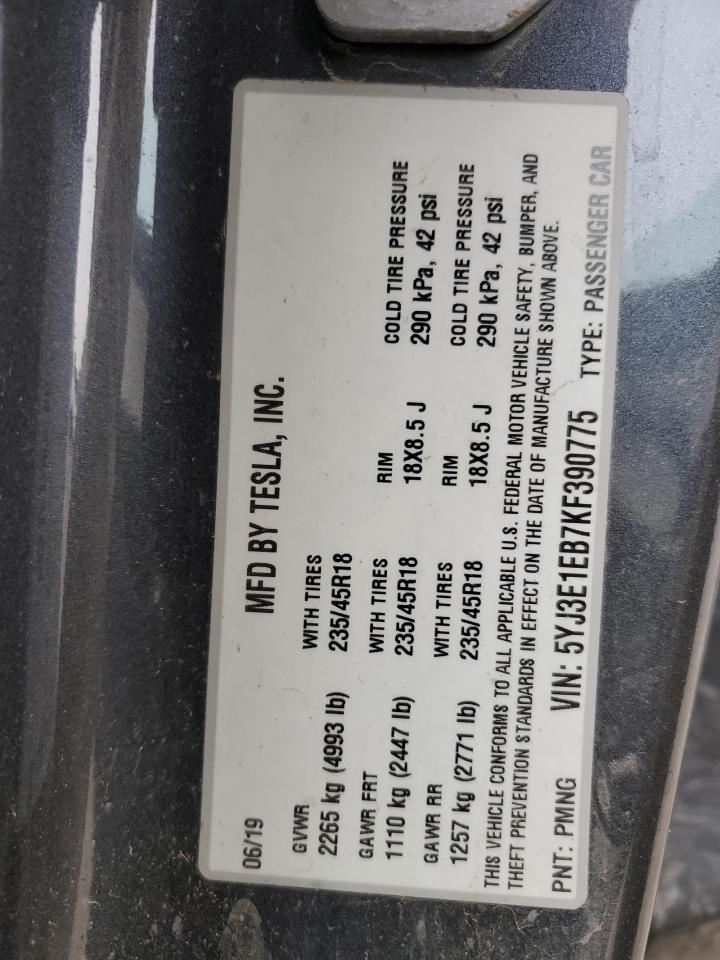 06/19 MFD BY TESLA, INC.
GVWR WITH TIRES
2265 kg (4993 lb) 235/45R18
GAWR FRT WITH TIRES RIM COLD TIRE PRESSURE
1110 kg (2447 lb) 235/45R18 18X8.5 J 290 kPa, 42 psi
GAWR RR WITH TIRES RIM COLD TIRE PRESSURE
1257 kg (2771 lb) 235/45R18 18X8.5 J 290 kPa, 42 psi
THIS VEHICLE CONFORMS TO ALL APPLICABLE U.S. FEDERAL MOTOR VEHICLE SAFETY, BUMPER, AND
THEFT PREVENTION STANDARDS IN EFFECT ON THE DATE OF MANUFACTURE SHOWN ABOVE.
PNT: PMNG VIN: 5YJ3E1EB7KF390775 TYPE: PASSENGER CAR